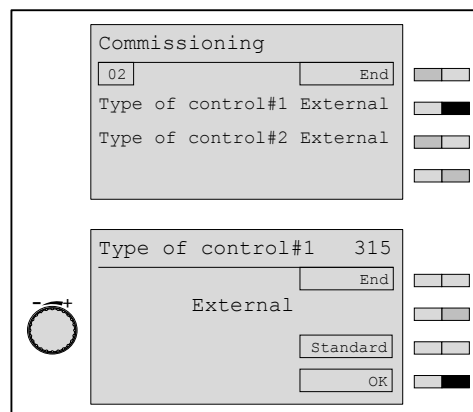 Commissioning
02 End
Type of control#1 External
Type of control#2 External
Type of control#1 315
End
External
- +
Standard
OK